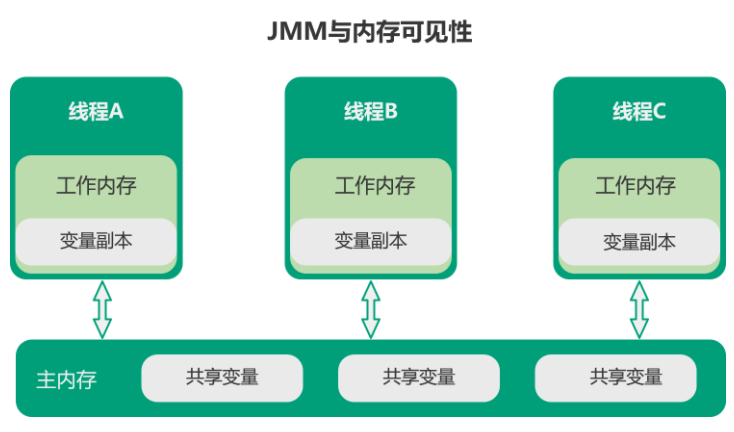 JMM与内存可见性
线程A
线程B
线程C
工作内存
工作内存
工作内存
变量副本
变量副本
变量副本
主内存
共享变量
共享变量
共享变量